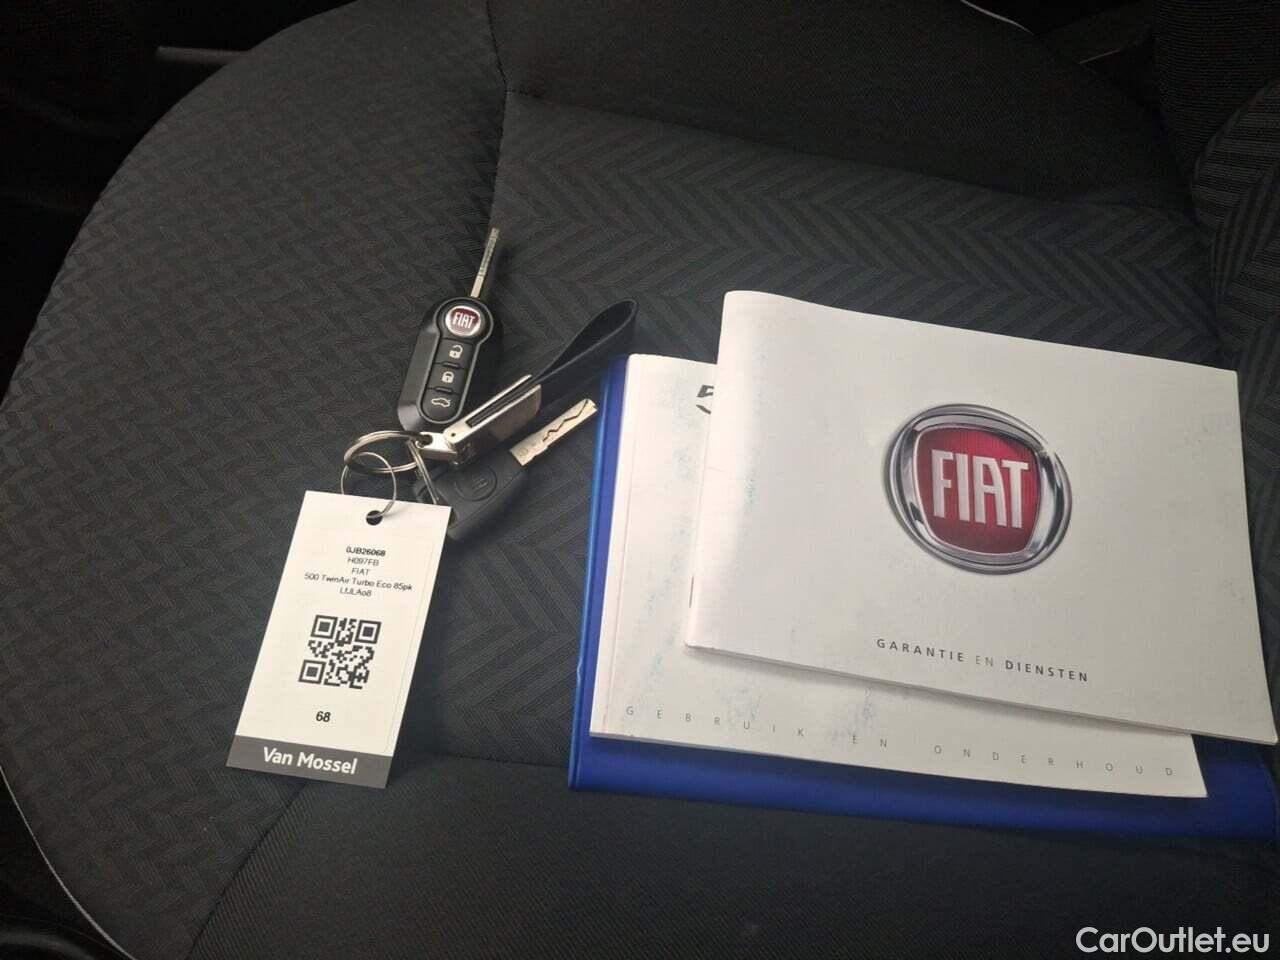 FIAT
0JB26068
H097FB
FIAT
500 TwinAir Turbo Eco 85pk
68
Van Mossel
5
FIAT
GARANTIE EN DIENSTEN
GEBRUIK EN ONDERHOUD
CarOutlet.eu